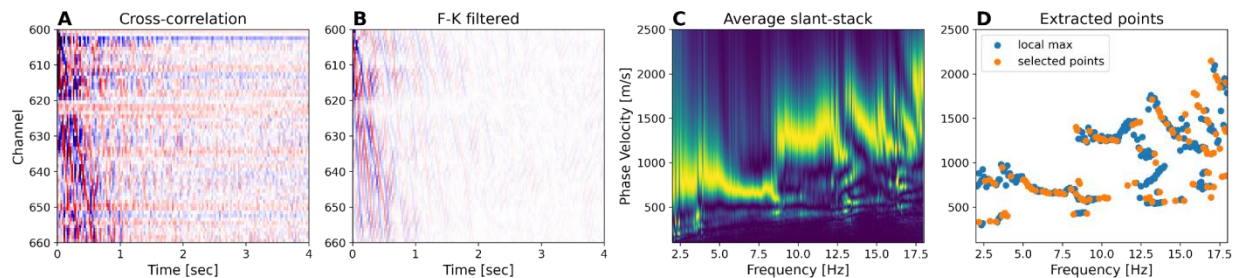 A Cross-correlation
B F-K filtered
C Average slant-stack
D Extracted points
Channel
600
610
620
630
640
650
660
0 1 2 3 4
Time [sec]
600
610
620
630
640
650
660
0 1 2 3 4
Time [sec]
Phase Velocity [m/s]
2500
2000
1500
1000
500
2.5 5.0 7.5 10.0 12.5 15.0 17.5
Frequency [Hz]
local max
selected points
2500
2000
1500
1000
500
2.5 5.0 7.5 10.0 12.5 15.0 17.5
Frequency [Hz]